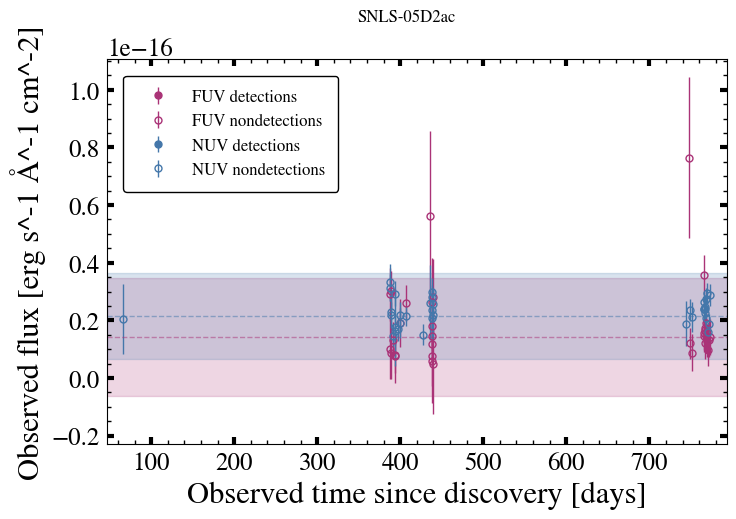 SNLS-05D2ac
1e−16
FUV detections
FUV nondetections
NUV detections
NUV nondetections
1.0
0.8
0.6
0.4
0.2
0.0
−0.2
Observed flux [erg s^-1 Å^-1 cm^-2]
100 200 300 400 500 600 700
Observed time since discovery [days]